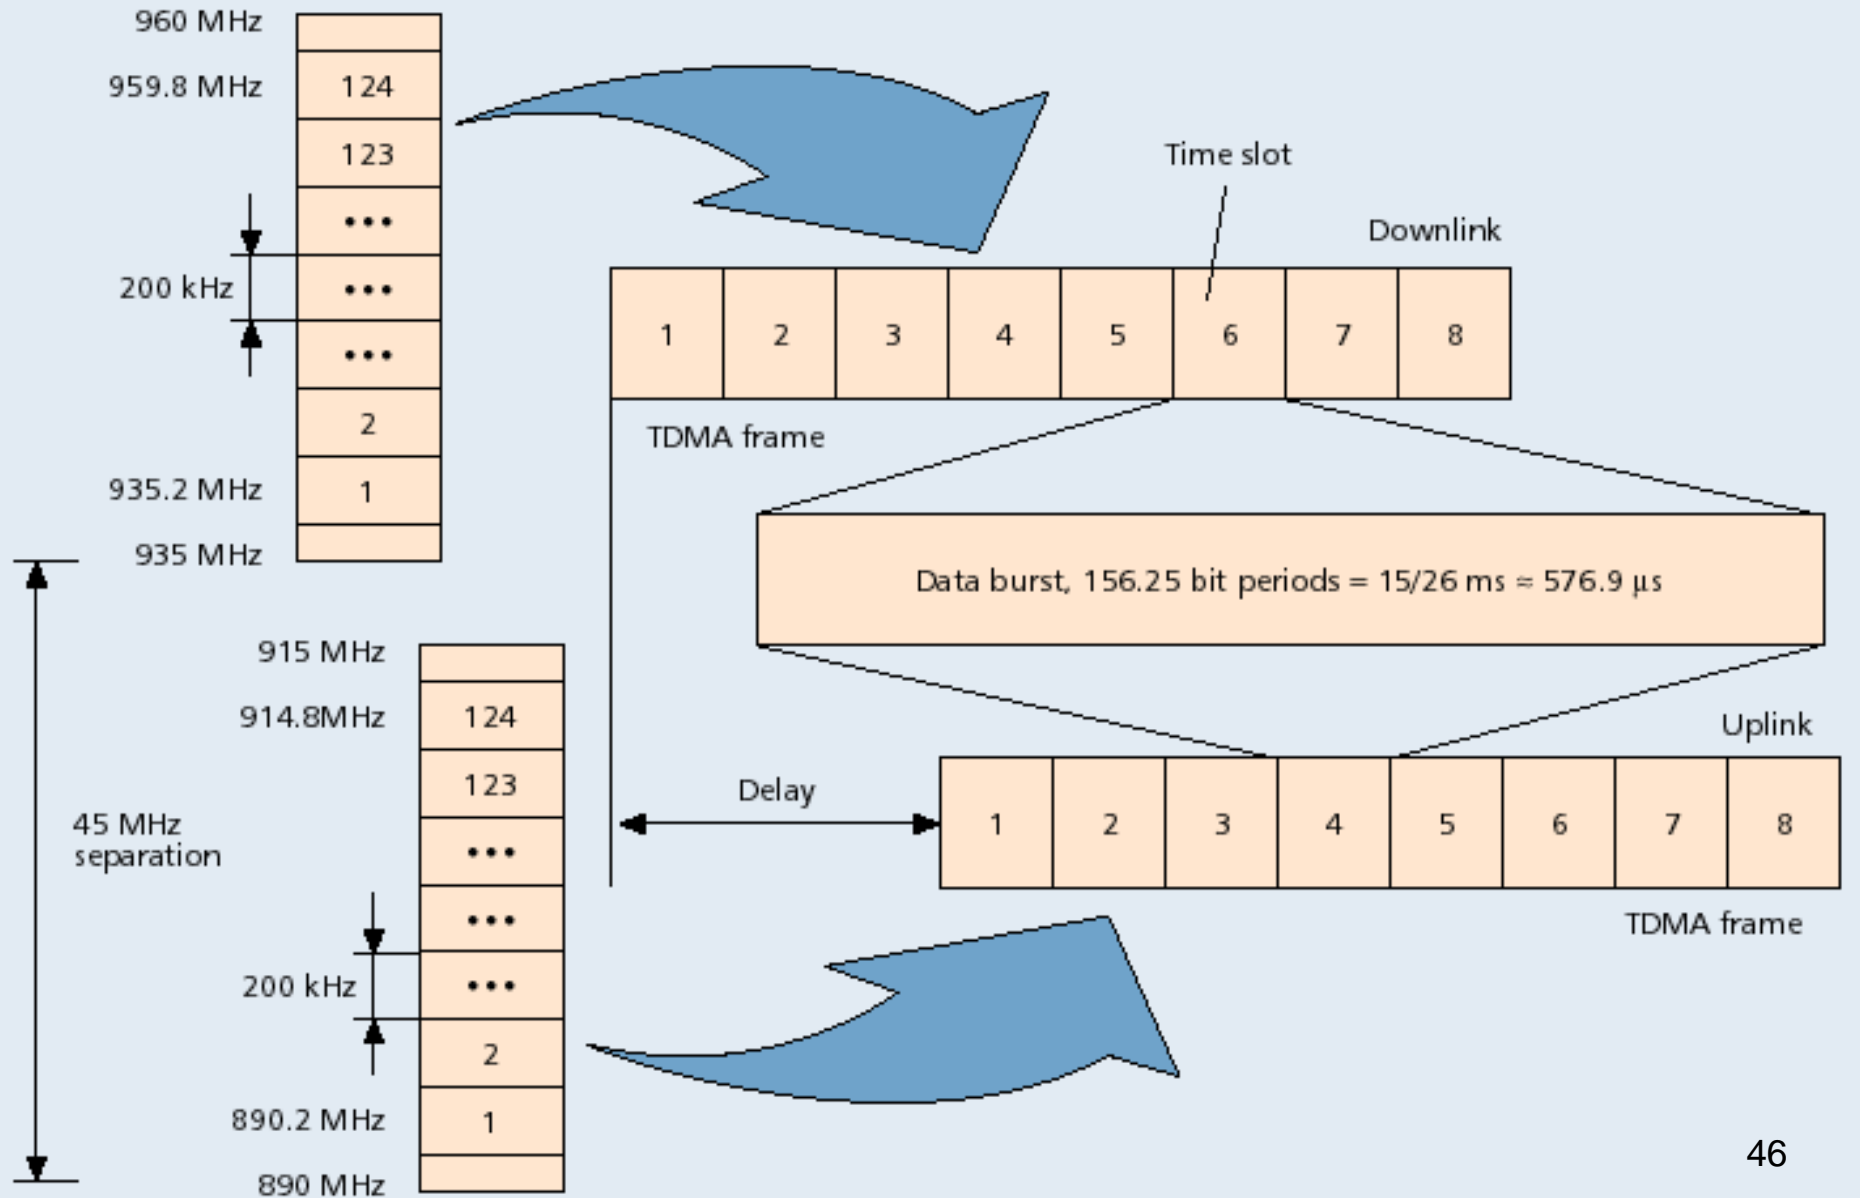 960 MHz
959.8 MHz
124
123
•••
200 kHz
•••
•••
2
935.2 MHz
1
935 MHz
Time slot
Downlink
1 2 3 4 5 6 7 8
TDMA frame
Data burst, 156.25 bit periods = 15/26 ms ≈ 576.9 µs
915 MHz
914.8MHz
124
123
•••
•••
200 kHz
•••
2
890.2 MHz
1
890 MHz
45 MHz
separation
Uplink
Delay
1 2 3 4 5 6 7 8
TDMA frame
46